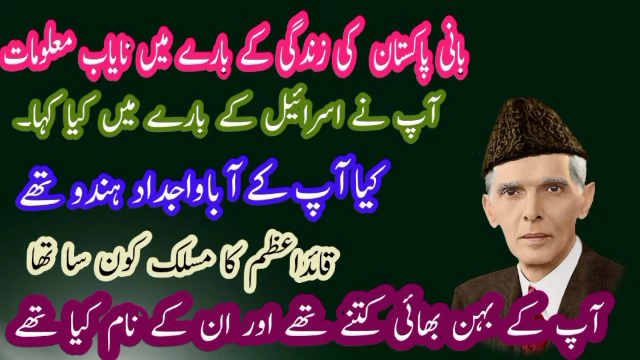 بانی پاکستان کی زندگی کے بارے میں نایاب معلومات
آپ نے اسرائیل کے بارے میں کیا کہا۔
کیا آپ کے آباواجداد ہندو تھے
قائداعظم کا مسلک کون سا تھا
آپ کے بہن بھائی کتنے تھے اور ان کے نام کیا تھے